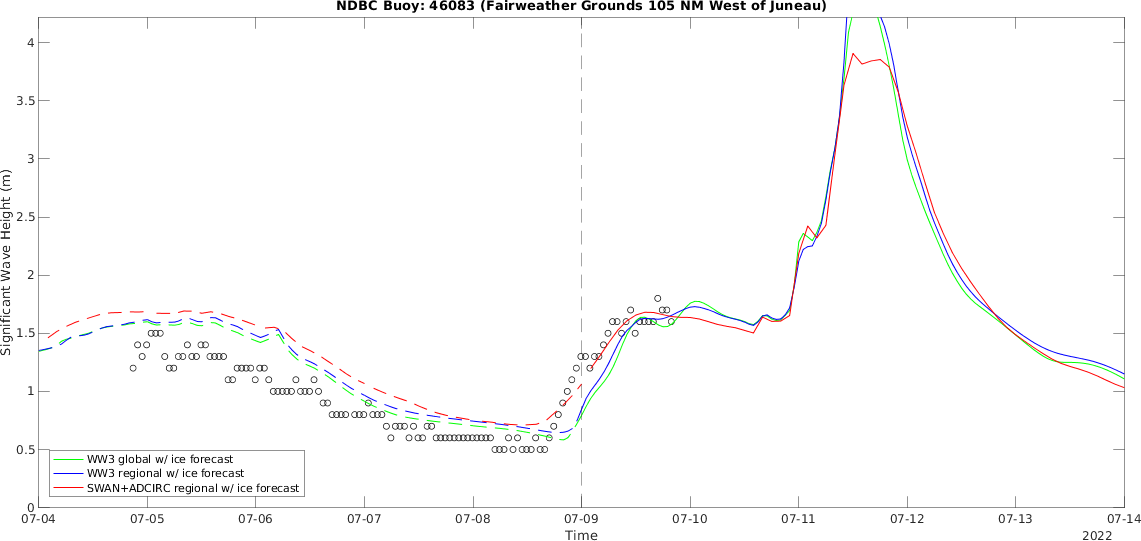 NDBC Buoy: 46083 (Fairweather Grounds 105 NM West of Juneau)
Significant Wave Height (m)
4
3.5
3
2.5
2
1.5
1
0.5
0
WW3 global w/ ice forecast
WW3 regional w/ ice forecast
SWAN+ADCIRC regional w/ ice forecast
07-04 07-05 07-06 07-07 07-08 07-09 07-10 07-11 07-12 07-13 07-14
Time
2022